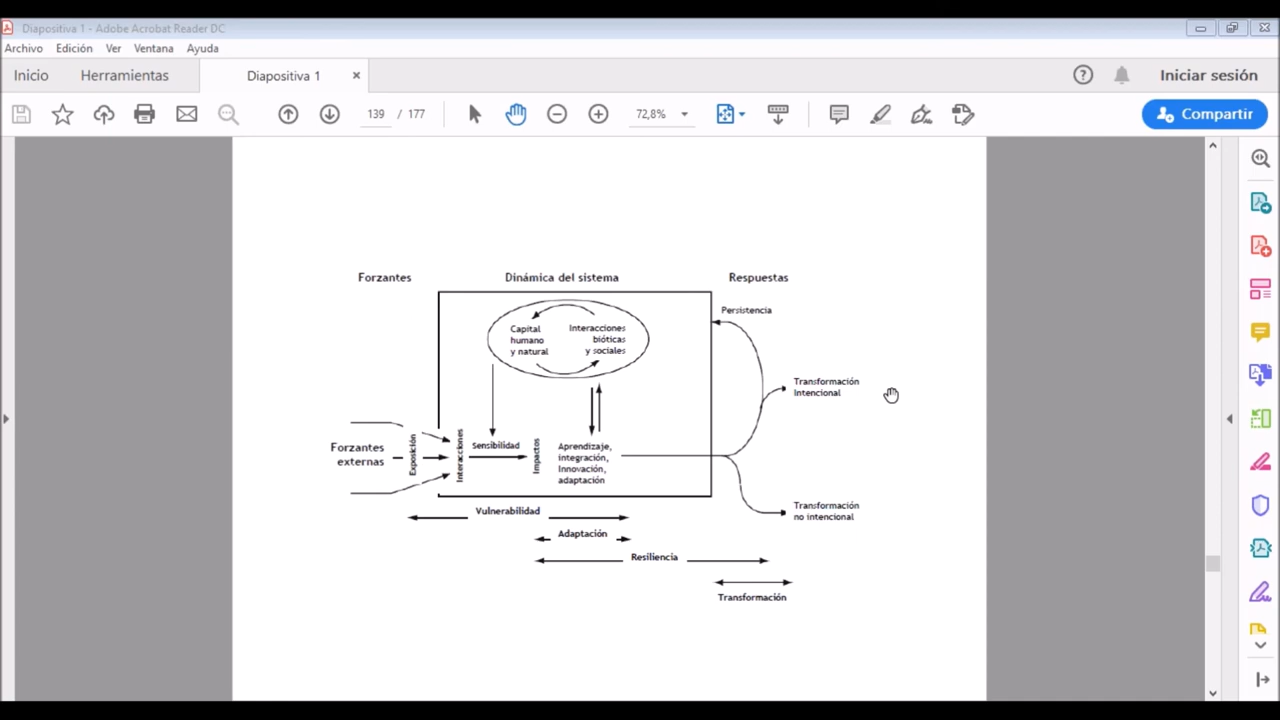 Diapositiva 1 - Adobe Acrobat Reader DC
Archivo Edición Ver Ventana Ayuda
Inicio Herramientas Diapositiva 1 × Iniciar sesión
139 / 177 72,8% Compartir
Forzantes Dinámica del sistema Respuestas
Persistencia
Capital
humano
y natural
Interacciones
bióticas
y sociales
Transformación
Intencional
Forzantes
externas
Exposición
Interacciones
Sensibilidad
Impactos
Aprendizaje,
integración,
Innovación,
adaptación
Transformación
no intencional
Vulnerabilidad
Adaptación
Resiliencia
Transformación